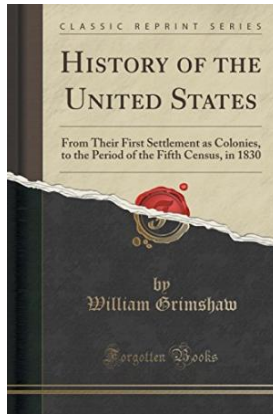 CLASSIC REPRINT SERIES
HISTORY OF THE
UNITED STATES
From Their First Settlement as Colonies,
to the Period of the Fifth Census, in 1830
by
William Grimshaw
Forgotten Books